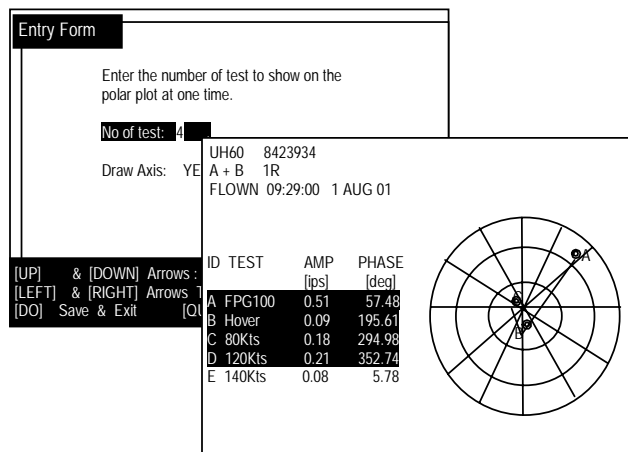 Entry Form
Enter the number of test to show on the
polar plot at one time.
No of test: 4
Draw Axis: YE
[UP] & [DOWN] Arrows :
[LEFT] & [RIGHT] Arrows
[DO] Save & Exit
UH60 8423934
A + B 1R
FLOWN 09:29:00 1 AUG 01
ID TEST AMP PHASE
[ips] [deg]
A FPG100 0.51 57.48
B Hover 0.09 195.61
C 80Kts 0.18 294.98
D 120Kts 0.21 352.74
E 140Kts 0.08 5.78
A
D